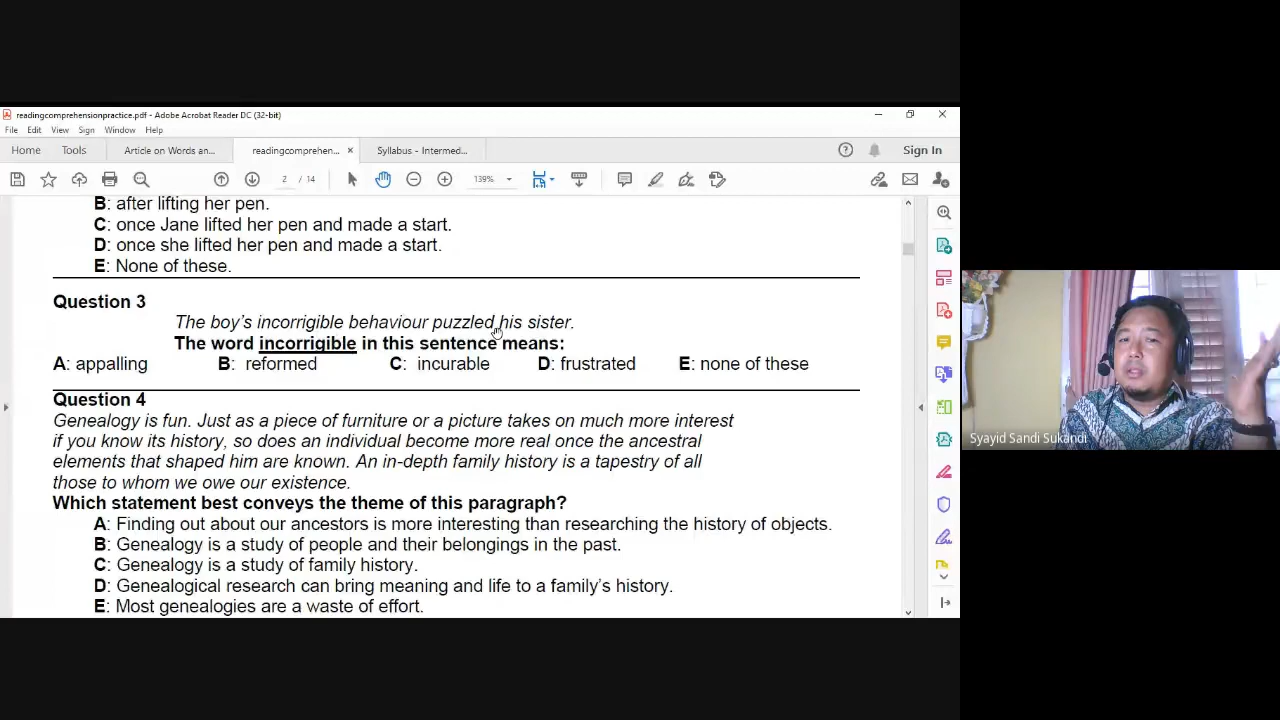 readingcomprehensionpractice.pdf - Adobe Acrobat Reader DC (32-bit)
File Edit View Sign Window Help
Home Tools Article on Words an... readingcomprehen... × Syllabus - Intermed... Sign In
2 / 14 139%
B: after lifting her pen.
C: once Jane lifted her pen and made a start.
D: once she lifted her pen and made a start.
E: None of these.
Question 3
The boy's incorrigible behaviour puzzled his sister.
The word incorrigible in this sentence means:
A: appalling B: reformed C: incurable D: frustrated E: none of these
Question 4
Genealogy is fun. Just as a piece of furniture or a picture takes on much more interest
if you know its history, so does an individual become more real once the ancestral
elements that shaped him are known. An in-depth family history is a tapestry of all
those to whom we owe our existence.
Which statement best conveys the theme of this paragraph?
A: Finding out about our ancestors is more interesting than researching the history of objects.
B: Genealogy is a study of people and their belongings in the past.
C: Genealogy is a study of family history.
D: Genealogical research can bring meaning and life to a family's history.
E: Most genealogies are a waste of effort.
Syayid Sandi Sukandi